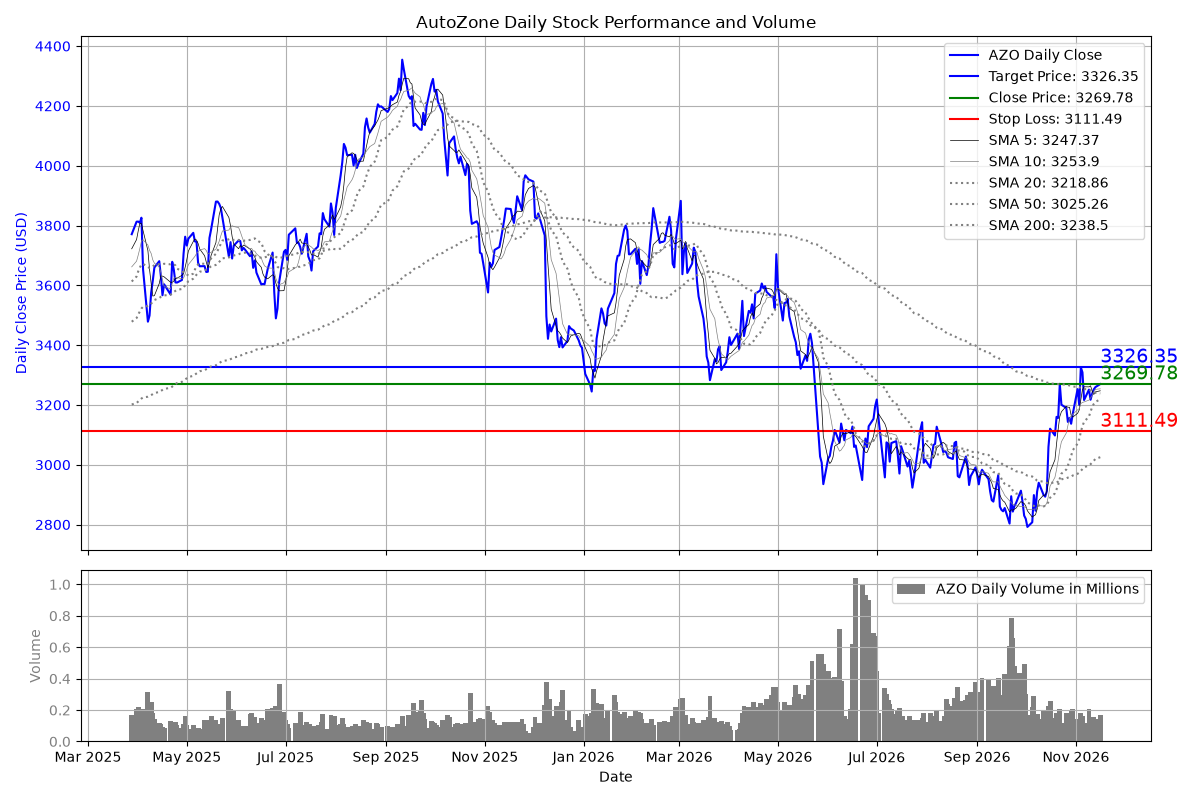 AutoZone Daily Stock Performance and Volume
AZO Daily Close
Target Price: 3326.35
Close Price: 3269.78
Stop Loss: 3111.49
SMA 5: 3247.37
SMA 10: 3253.9
SMA 20: 3218.86
SMA 50: 3025.26
SMA 200: 3238.5
Daily Close Price (USD)
4400
4200
4000
3800
3600
3400
3200
3000
2800
3326.35
3269.78
3111.49
AZO Daily Volume in Millions
Volume
1.0
0.8
0.6
0.4
0.2
0.0
Mar 2025 May 2025 Jul 2025 Sep 2025 Nov 2025 Jan 2026 Mar 2026 May 2026 Jul 2026 Sep 2026 Nov 2026
Date